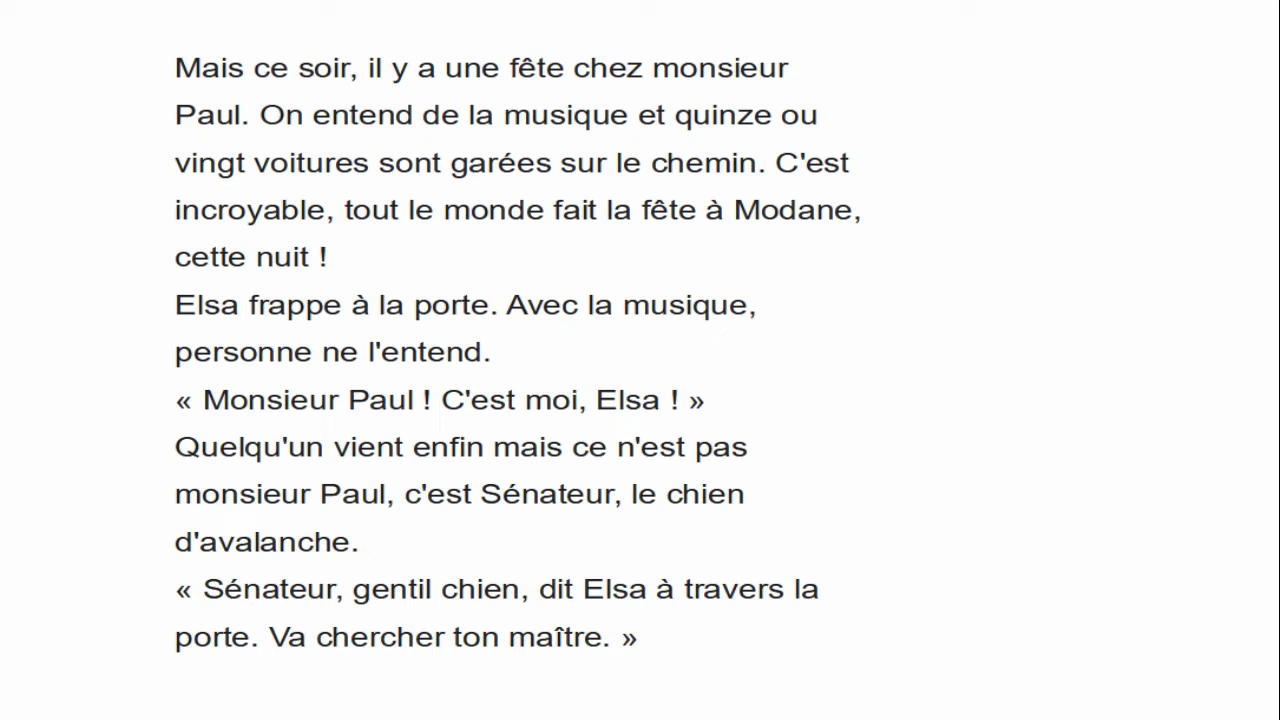 Mais ce soir, il y a une fête chez monsieur
Paul. On entend de la musique et quinze ou
vingt voitures sont garées sur le chemin. C'est
incroyable, tout le monde fait la fête à Modane,
cette nuit !
Elsa frappe à la porte. Avec la musique,
personne ne l'entend.
« Monsieur Paul ! C'est moi, Elsa ! »
Quelqu'un vient enfin mais ce n'est pas
monsieur Paul, c'est Sénateur, le chien
d'avalanche.
« Sénateur, gentil chien, dit Elsa à travers la
porte. Va chercher ton maître. »